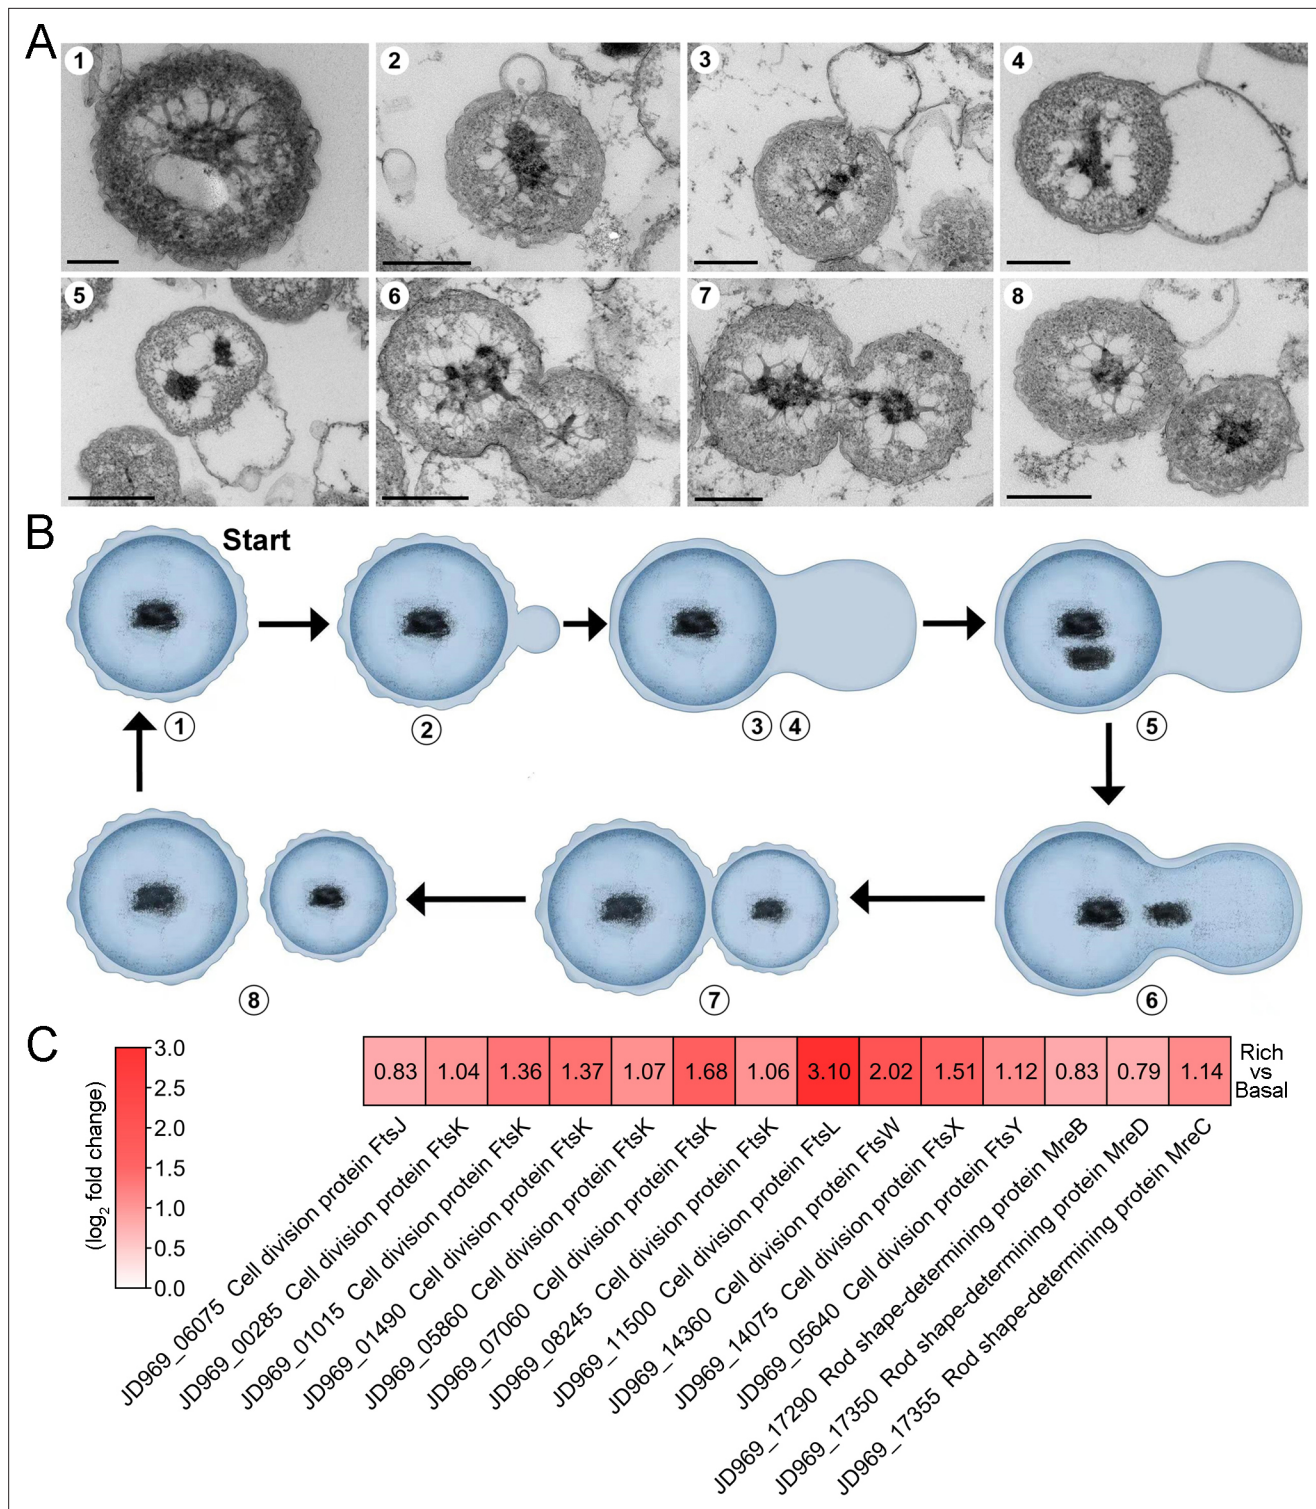 A
1
2
3
4
5
6
7
8
B
Start
1
2
3 4
5
8
7
6
C
3.0
2.5
2.0
1.5
1.0
0.5
0.0
(log2 fold change)
0.83 1.04 1.36 1.37 1.07 1.68 1.06 3.10 2.02 1.51 1.12 0.83 0.79 1.14
Rich
vs
Basal
JD969_06075 Cell division protein FtsJ
JD969_00285 Cell division protein FtsK
JD969_01015 Cell division protein FtsK
JD969_01490 Cell division protein FtsK
JD969_05860 Cell division protein FtsK
JD969_07060 Cell division protein FtsK
JD969_08245 Cell division protein FtsK
JD969_11500 Cell division protein FtsL
JD969_14360 Cell division protein FtsW
JD969_14075 Cell division protein FtsX
JD969_05640 Cell division protein FtsY
JD969_17290 Rod shape-determining protein MreB
JD969_17350 Rod shape-determining protein MreD
JD969_17355 Rod shape-determining protein MreC